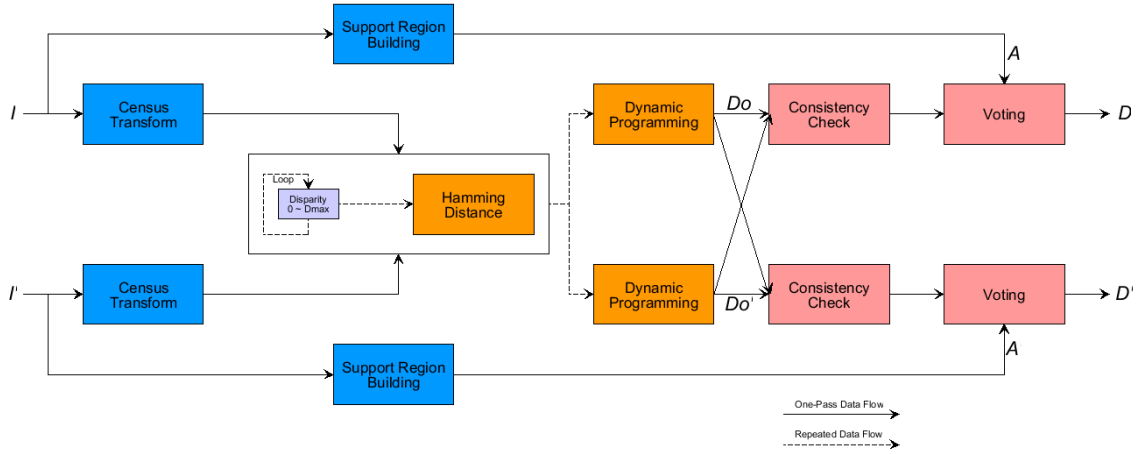 Support Region
Building
A
I
Census
Transform
Dynamic
Programming
Do
Consistency
Check
Voting
D
Loop
Disparity
0 ~ Dmax
Hamming
Distance
I'
Census
Transform
Dynamic
Programming
Do'
Consistency
Check
Voting
D'
Support Region
Building
A
One-Pass Data Flow
Repeated Data Flow